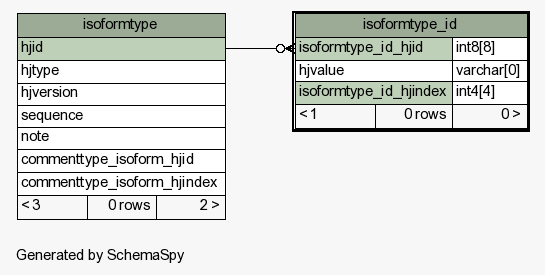 isoformtype
hjid
hjtype
hjversion
sequence
note
commenttype_isoform_hjid
commenttype_isoform_hjindex
< 3 0 rows 2 >
isoformtype_id
isoformtype_id_hjid int8[8]
hjvalue varchar[0]
isoformtype_id_hjindex int4[4]
< 1 0 rows 0 >
Generated by SchemaSpy